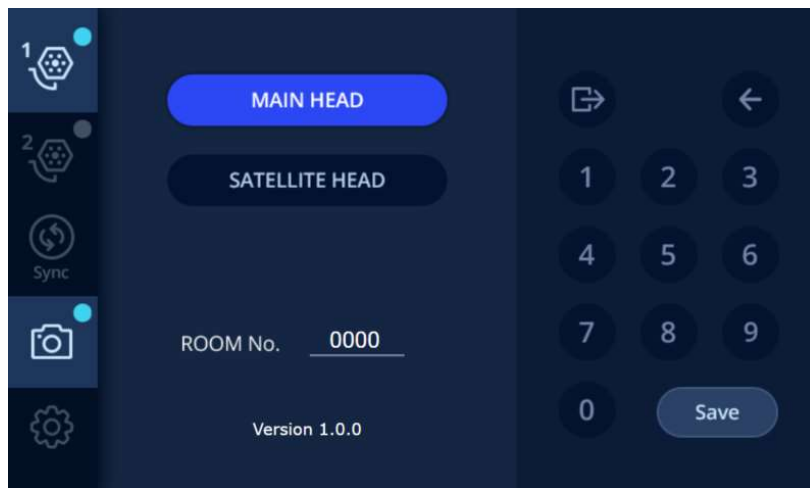 1
2
Sync
MAIN HEAD
SATELLITE HEAD
ROOM No. 0000
Version 1.0.0
1 2 3
4 5 6
7 8 9
0 Save